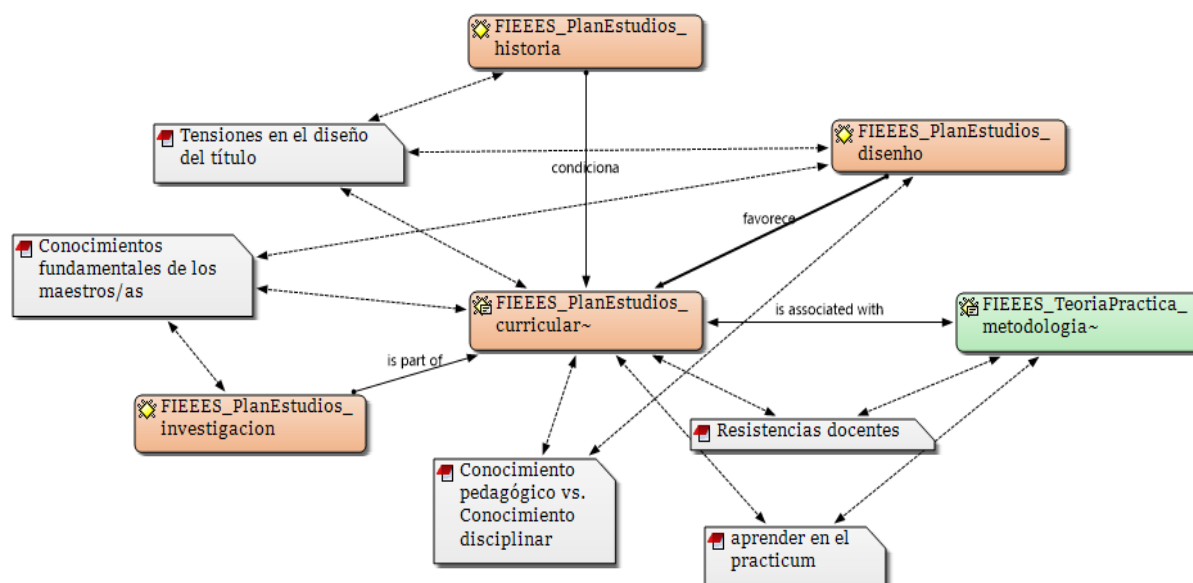 FIEEES_PlanEstudios_
historia
Tensiones en el diseño
del título
FIEEES_PlanEstudios_
disenho
condiciona
favorece
Conocimientos
fundamentales de los
maestros/as
FIEEES_PlanEstudios_
curricular~
is associated with
FIEEES_TeoriaPractica_
metodologia~
is part of
FIEEES_PlanEstudios_
investigacion
Resistencias docentes
Conocimiento
pedagógico vs.
Conocimiento
disciplinar
aprender en el
practicum